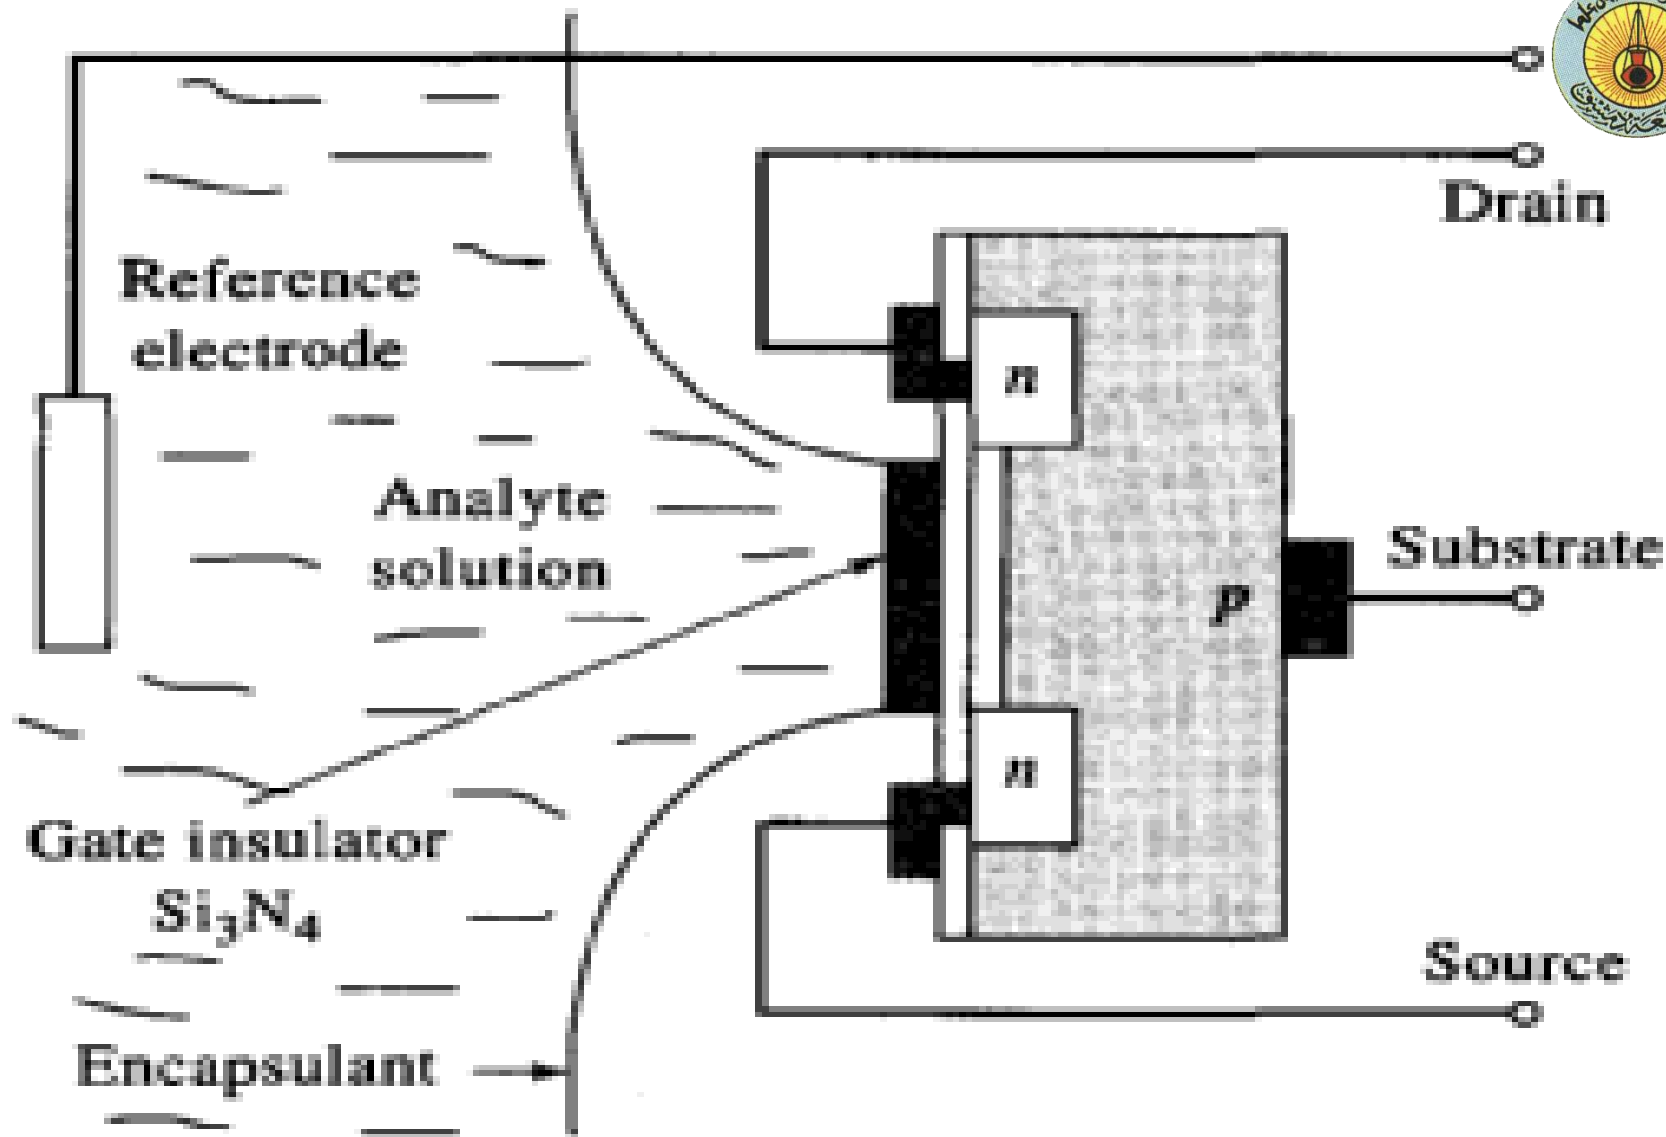 Drain
Reference
electrode
n
Analyte
solution
Substrate
p
n
Gate insulator
Si₃N₄
Source
Encapsulant